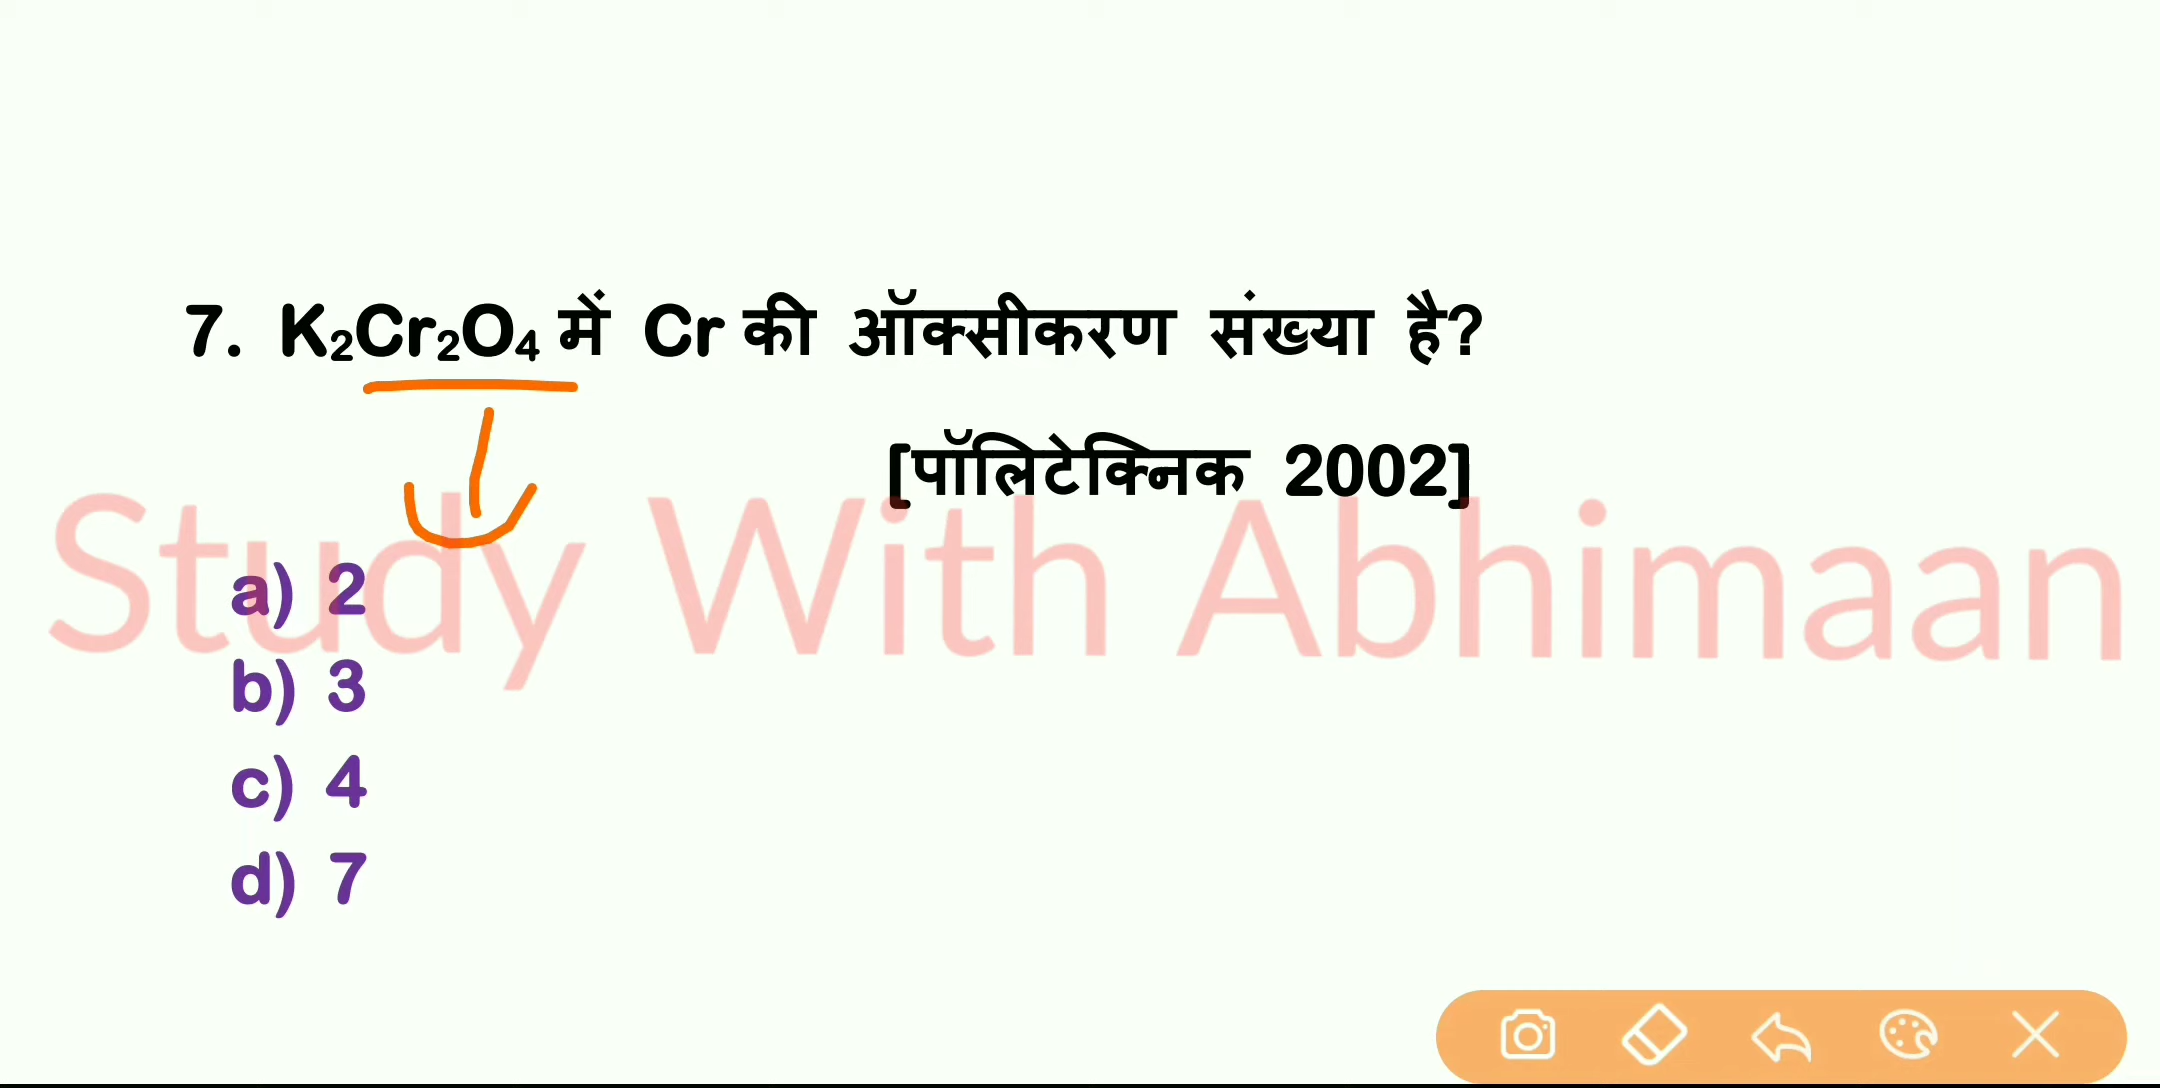 7. K₂Cr₂O₄ में Cr की ऑक्सीकरण संख्या है?
[पॉलिटेक्निक 2002]
Study With Abhimaan
a) 2
b) 3
c) 4
d) 7